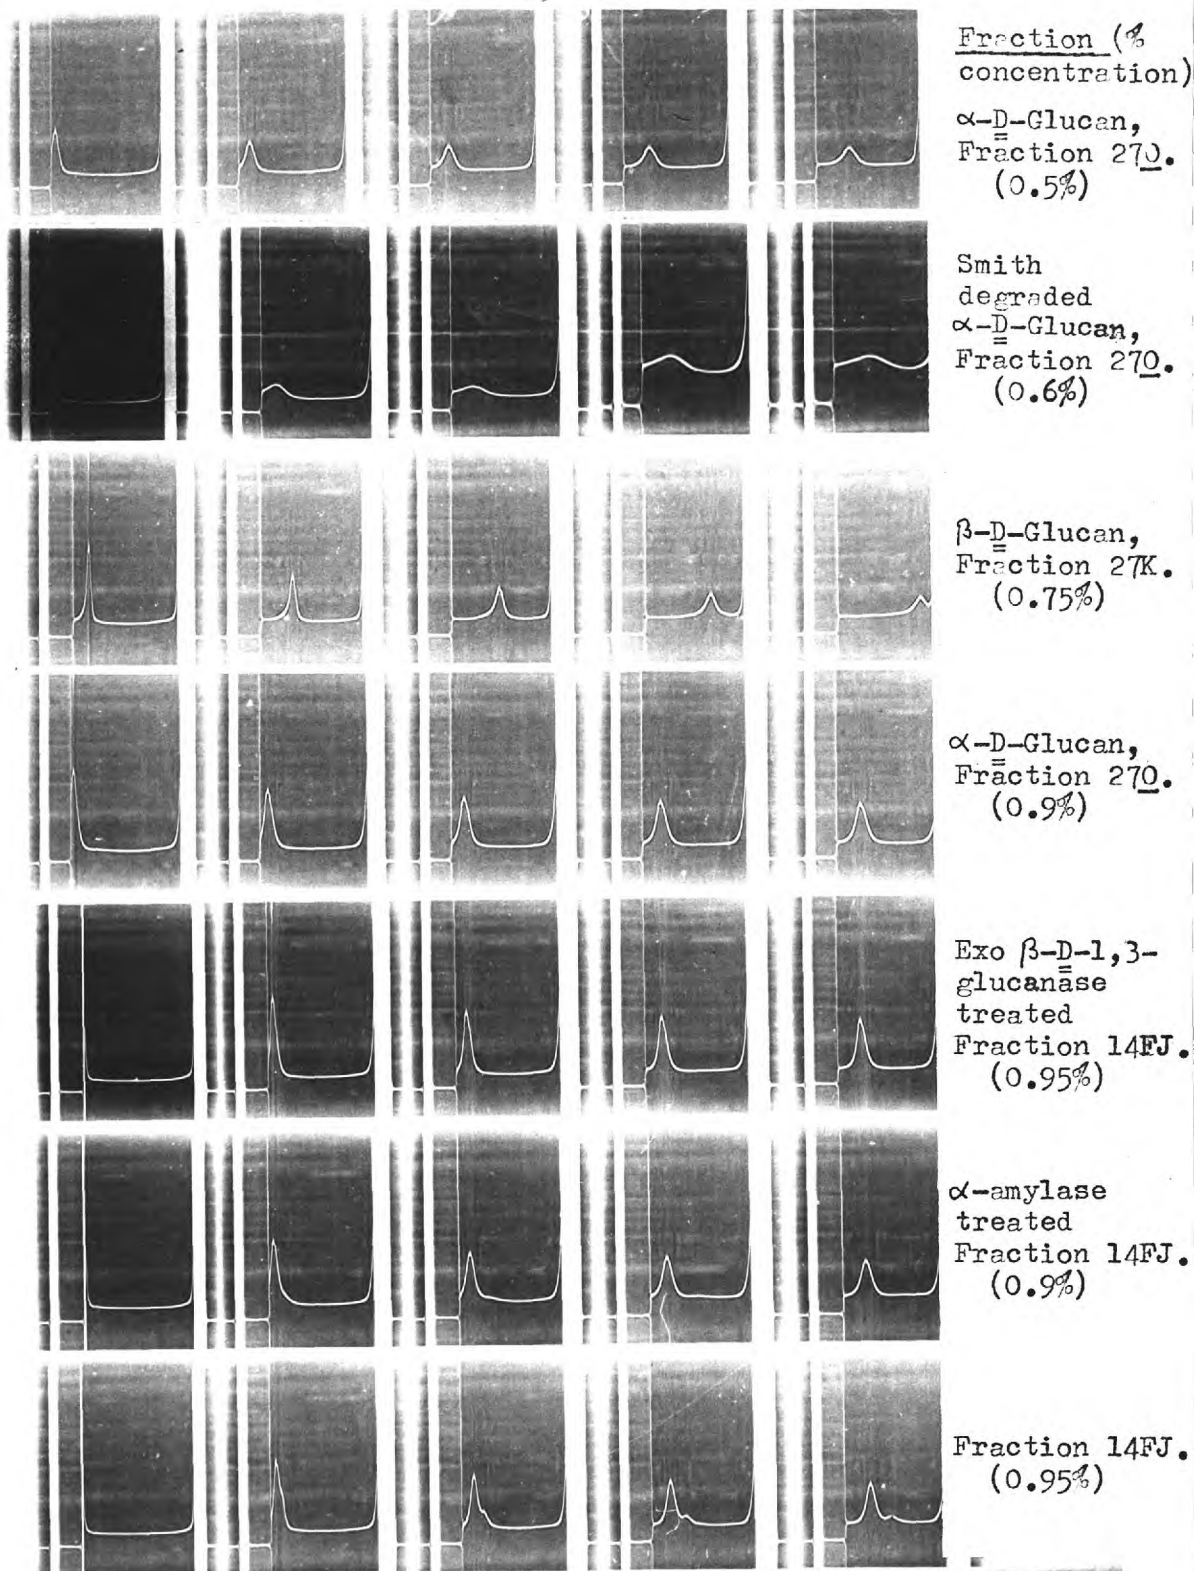 Fraction (%
concentration)
α-D-Glucan,
Fraction 27O.
(0.5%)
Smith
degraded
α-D-Glucan,
Fraction 27O.
(0.6%)
β-D-Glucan,
Fraction 27K.
(0.75%)
α-D-Glucan,
Fraction 27O.
(0.9%)
Exo β-D-1,3-
glucanase
treated
Fraction 14FJ.
(0.95%)
α-amylase
treated
Fraction 14FJ.
(0.9%)
Fraction 14FJ.
(0.95%)